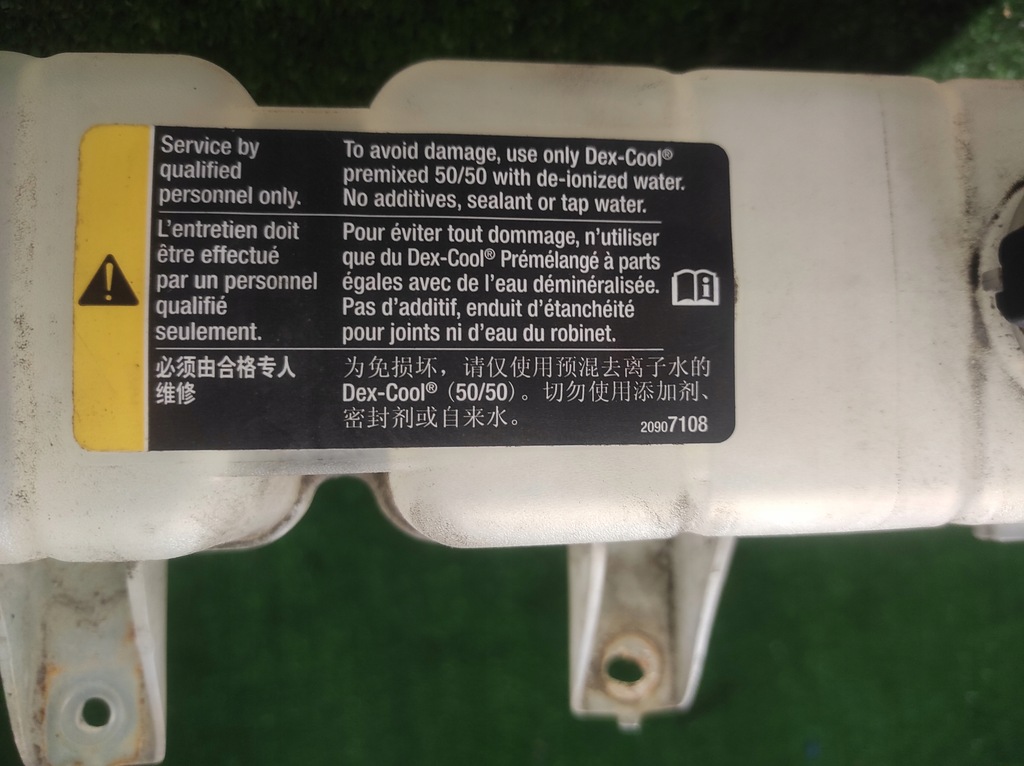 Service by
qualified
personnel only.
To avoid damage, use only Dex-Cool®
premixed 50/50 with de-ionized water.
No additives, sealant or tap water.
L'entretien doit
être effectué
par un personnel
qualifié
seulement.
Pour éviter tout dommage, n'utiliser
que du Dex-Cool® Prémélangé à parts
égales avec de l'eau déminéralisée.
Pas d'additif, enduit d'étanchéité
pour joints ni d'eau du robinet.
必须由合格专人
维修
为免损坏，请仅使用预混去离子水的
Dex-Cool®（50/50）。切勿使用添加剂、
密封剂或自来水。
20907108